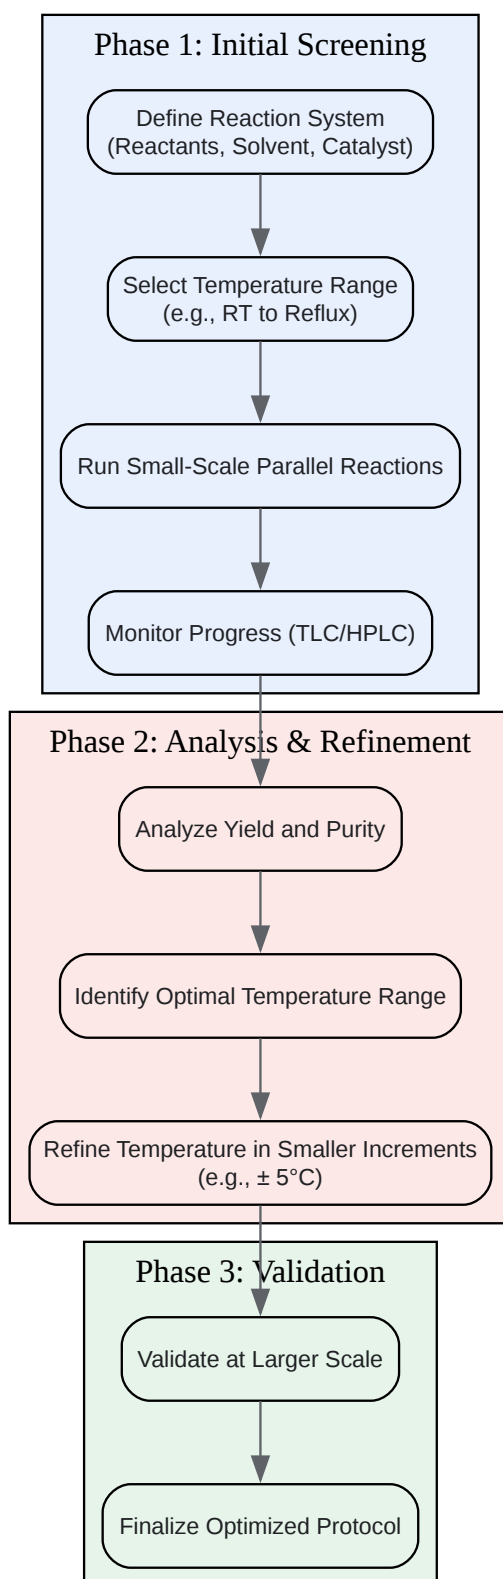 Phase 1: Initial Screening
Define Reaction System
(Reactants, Solvent, Catalyst)
Select Temperature Range
(e.g., RT to Reflux)
Run Small-Scale Parallel Reactions
Monitor Progress (TLC/HPLC)
Phase 2: Analysis & Refinement
Analyze Yield and Purity
Identify Optimal Temperature Range
Refine Temperature in Smaller Increments
(e.g., ± 5°C)
Phase 3: Validation
Validate at Larger Scale
Finalize Optimized Protocol